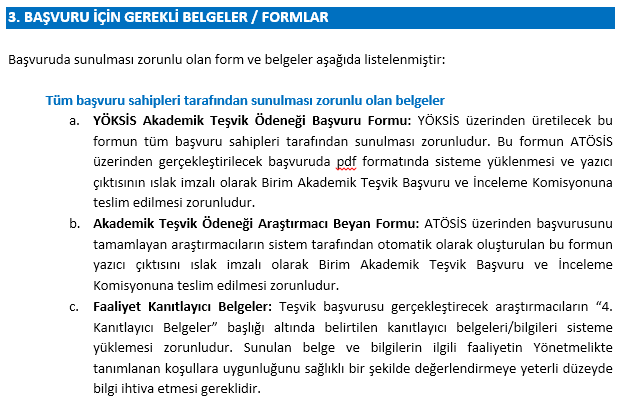 3. BAŞVURU İÇİN GEREKLİ BELGELER / FORMLAR
Başvuruda sunulması zorunlu olan form ve belgeler aşağıda listelenmiştir:
Tüm başvuru sahipleri tarafından sunulması zorunlu olan belgeler
a. YÖKSİS Akademik Teşvik Ödeneği Başvuru Formu: YÖKSİS üzerinden üretilecek bu
formun tüm başvuru sahipleri tarafından sunulması zorunludur. Bu formun ATÖSİS
üzerinden gerçekleştirilecek başvuruda pdf formatında sisteme yüklenmesi ve yazıcı
çıktısının ıslak imzalı olarak Birim Akademik Teşvik Başvuru ve İnceleme Komisyonuna
teslim edilmesi zorunludur.
b. Akademik Teşvik Ödeneği Araştırmacı Beyan Formu: ATÖSİS üzerinden başvurusunu
tamamlayan araştırmacıların sistem tarafından otomatik olarak oluşturulan bu formun
yazıcı çıktısını ıslak imzalı olarak Birim Akademik Teşvik Başvuru ve İnceleme
Komisyonuna teslim edilmesi zorunludur.
c. Faaliyet Kanıtlayıcı Belgeler: Teşvik başvurusu gerçekleştirecek araştırmacıların “4.
Kanıtlayıcı Belgeler” başlığı altında belirtilen kanıtlayıcı belgeleri/bilgileri sisteme
yüklemesi zorunludur. Sunulan belge ve bilgilerin ilgili faaliyetin Yönetmelikte
tanımlanan koşullara uygunluğunu sağlıklı bir şekilde değerlendirmeye yeterli düzeyde
bilgi ihtiva etmesi gereklidir.